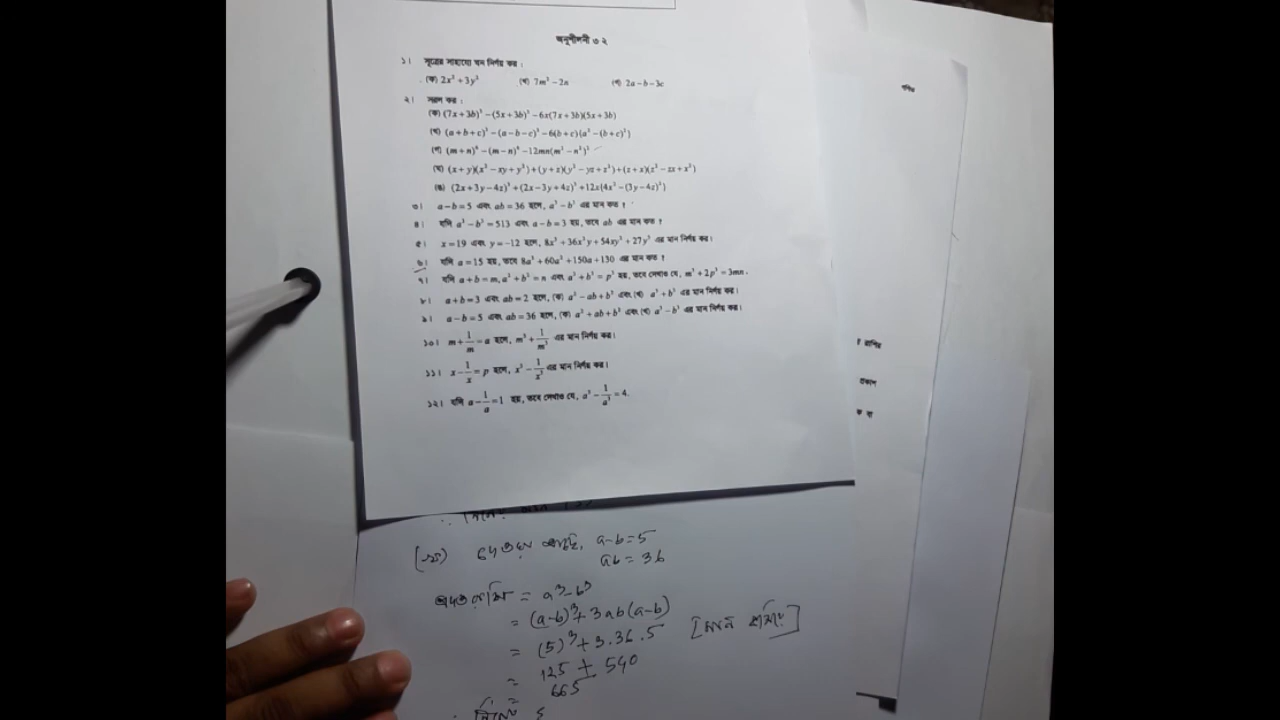 অনুশীলনী ৩.২
১। সূত্রের সাহায্যে ঘন নির্ণয় কর :
(ক) 2x² + 3y² (খ) 7m² − 2n (গ) 2a − b − 3c
২। সরল কর :
(ক) (7x + 3b)³ − (5x + 3b)³ − 6x(7x + 3b)(5x + 3b)
(খ) (a + b + c)³ − (a − b − c)³ − 6(b + c){a² − (b + c)²}
(গ) (m + n)⁶ − (m − n)⁶ − 12mn(m² − n²)²
(ঘ) (x + y)(x² − xy + y²) + (y + z)(y² − yz + z²) + (z + x)(z² − zx + x²)
(ঙ) (2x + 3y − 4z)³ + (2x − 3y + 4z)³ + 12x{4x² − (3y − 4z)²}
৩। a − b = 5 এবং ab = 36 হলে, a³ − b³ এর মান কত ?
৪। যদি a³ − b³ = 513 এবং a − b = 3 হয়, তবে ab এর মান কত ?
৫। x = 19 এবং y = −12 হলে, 8x³ + 36x²y + 54xy² + 27y³ এর মান নির্ণয় কর।
৬। যদি a = 15 হয়, তবে 8a³ + 60a² + 150a + 130 এর মান কত ?
৭। যদি a + b = m, a² + b² = n এবং a³ + b³ = p³ হয়, তবে দেখাও যে, m³ + 2p³ = 3mn.
৮। a + b = 3 এবং ab = 2 হলে, (ক) a² − ab + b² এবং (খ) a³ + b³ এর মান নির্ণয় কর।
৯। a − b = 5 এবং ab = 36 হলে, (ক) a² + ab + b² এবং (খ) a³ − b³ এর মান নির্ণয় কর।
১০। m + 1/m = a হলে, m³ + 1/m³ এর মান নির্ণয় কর।
১১। x − 1/x = p হলে, x³ − 1/x³ এর মান নির্ণয় কর।
১২। যদি a − 1/a = 1 হয়, তবে দেখাও যে, a³ − 1/a³ = 4.
গণিত
রাশির
(খ) দেওয়া আছে, a−b=5
ab = 36
প্রদত্ত রাশি = a³−b³
= (a−b)³+3ab(a−b)
= (5)³+3.36.5 [মান বসিয়ে]
= 125 + 540
= 665